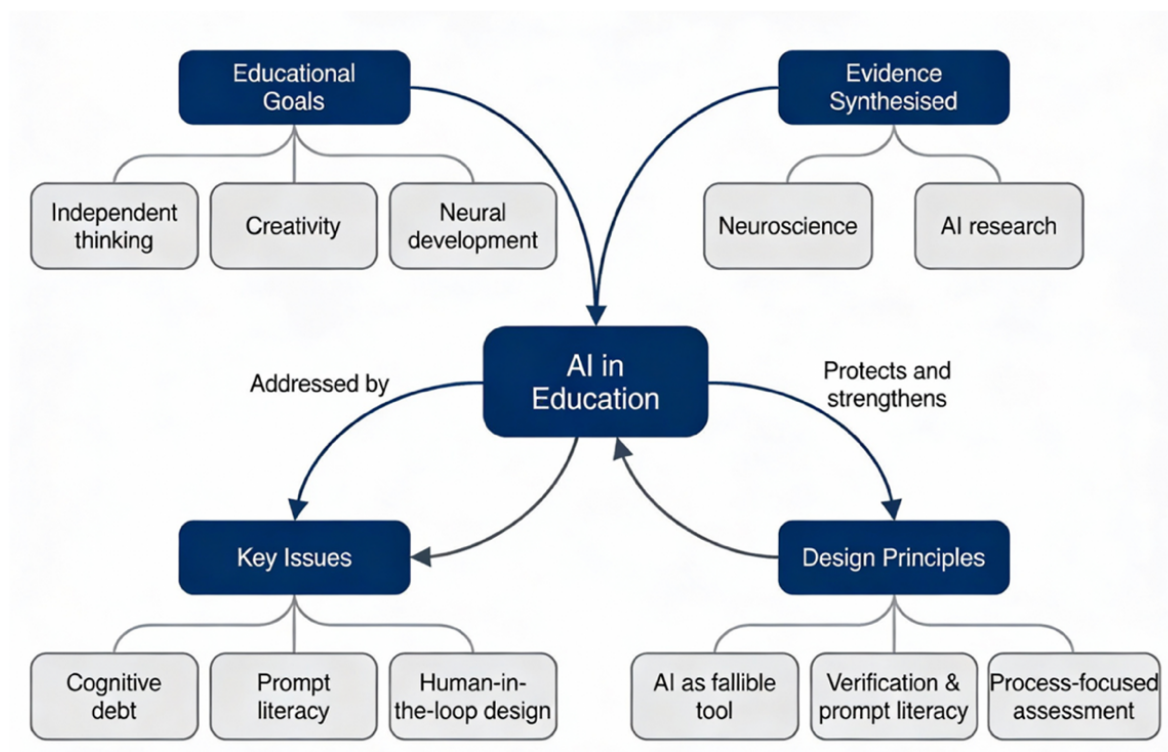 Educational
Goals
Evidence
Synthesised
Independent
thinking
Creativity
Neural
development
Neuroscience
AI research
AI in
Education
Addressed by
Protects and
strengthens
Key Issues
Design Principles
Cognitive
debt
Prompt
literacy
Human-in-
the-loop design
AI as fallible
tool
Verification &
prompt literacy
Process-focused
assessment